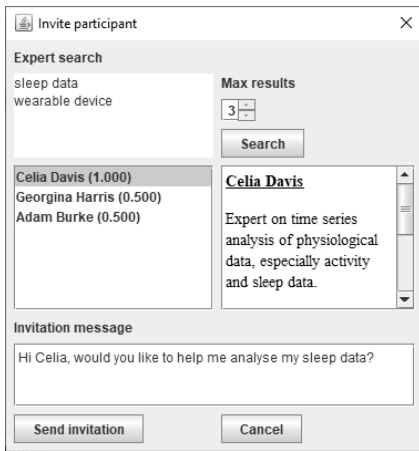 Invite participant
Expert search
sleep data
wearable device
Max results
3
Search
Celia Davis (1.000)
Georgina Harris (0.500)
Adam Burke (0.500)
Celia Davis
Expert on time series
analysis of physiological
data, especially activity
and sleep data.
Invitation message
Hi Celia, would you like to help me analyse my sleep data?
Send invitation
Cancel